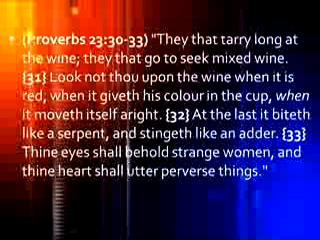 (Proverbs 23:30-33) "They that tarry long at
the wine; they that go to seek mixed wine.
{31} Look not thou upon the wine when it is
red, when it giveth his colour in the cup, when
it moveth itself aright. {32} At the last it biteth
like a serpent, and stingeth like an adder. {33}
Thine eyes shall behold strange women, and
thine heart shall utter perverse things."